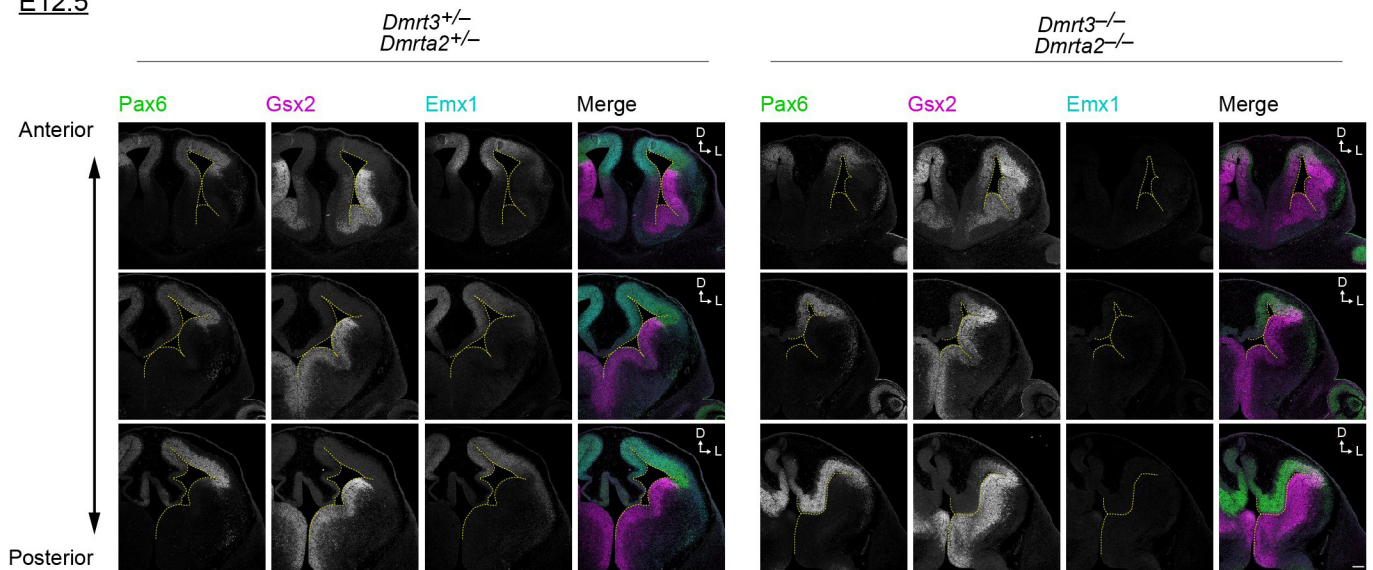 E12.5
Dmrt3+/–
Dmrta2+/–
Dmrt3–/–
Dmrta2–/–
Pax6 Gsx2 Emx1 Merge Pax6 Gsx2 Emx1 Merge
Anterior
D
L
D
L
D
L
D
L
D
L
D
L
Posterior